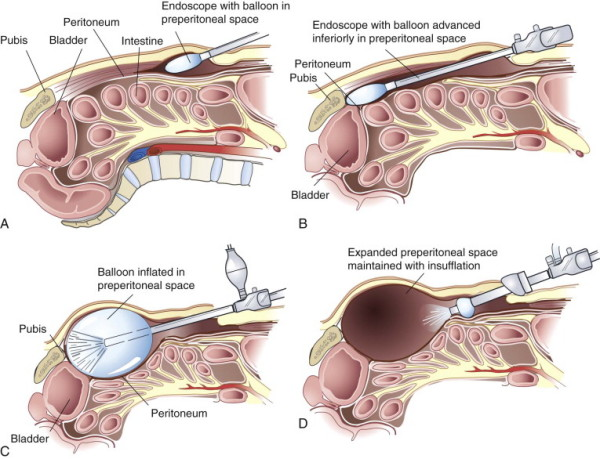 Endoscope with balloon in
preperitoneal space
Peritoneum
Pubis
Bladder
Intestine
A
Endoscope with balloon advanced
inferiorly in preperitoneal space
Peritoneum
Pubis
Bladder
B
Balloon inflated in
preperitoneal space
Pubis
Peritoneum
Bladder
C
Expanded preperitoneal space
maintained with insufflation
D